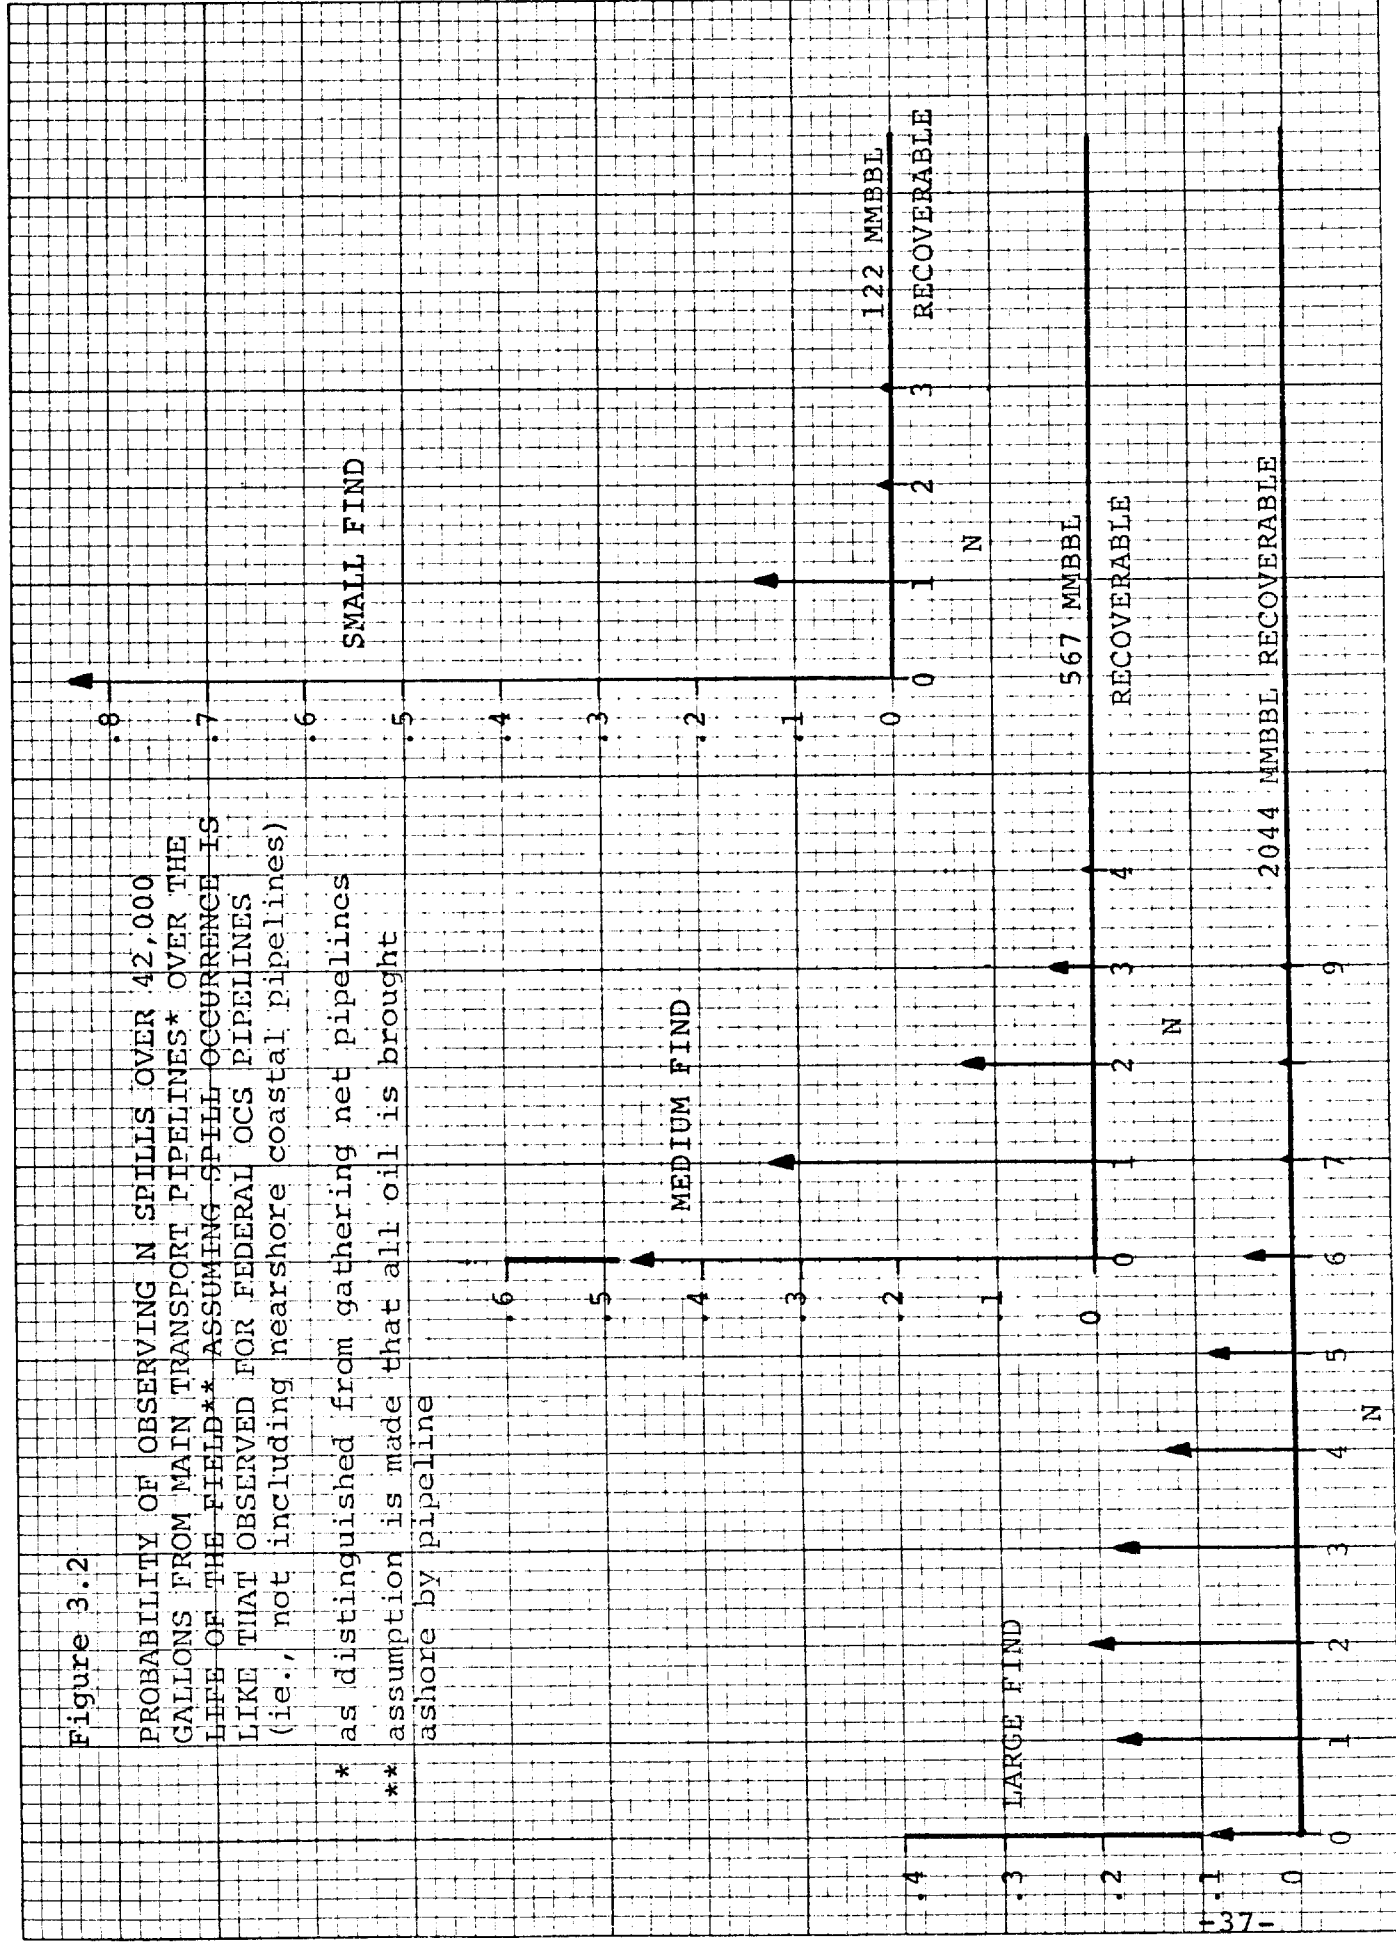 Figure 3.2
PROBABILITY OF OBSERVING N SPILLS OVER 42,000
GALLONS FROM MAIN TRANSPORT PIPELINES* OVER THE
LIFE OF THE FIELD** ASSUMING SPILL OCCURRENCE IS
LIKE THAT OBSERVED FOR FEDERAL OCS PIPELINES
(ie., not including nearshore coastal pipelines)
* as distinguished from gathering net pipelines
** assumption is made that all oil is brought
ashore by pipeline
SMALL FIND
.8
.7
.6
.5
.4
.3
.2
.1
0
122 MMBBL
RECOVERABLE
0 1 2 3
N
MEDIUM FIND
.6
.5
.4
.3
.2
.1
0
567 MMBBL
RECOVERABLE
0 1 2 3 4
N
LARGE FIND
.4
.3
.2
.1
0
2044 MMBBL RECOVERABLE
0 1 2 3 4 5 6 7 9
N
-37-